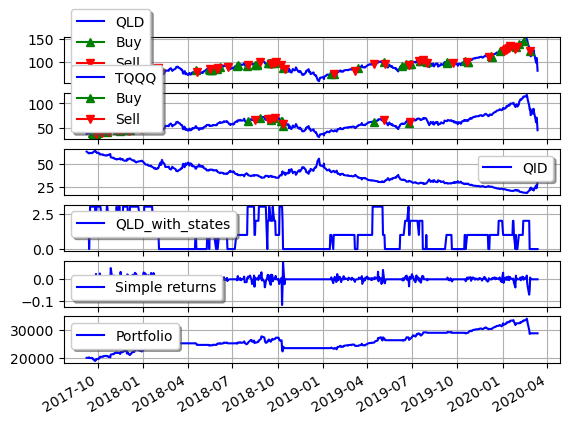 QLD
Buy
Sell
150
100
TQQQ
Buy
Sell
100
50
50
25
QID
2.5
0.0
QLD_with_states
0.0
−0.1
Simple returns
30000
20000
Portfolio
2017-10 2018-01 2018-04 2018-07 2018-10 2019-01 2019-04 2019-07 2019-10 2020-01 2020-04